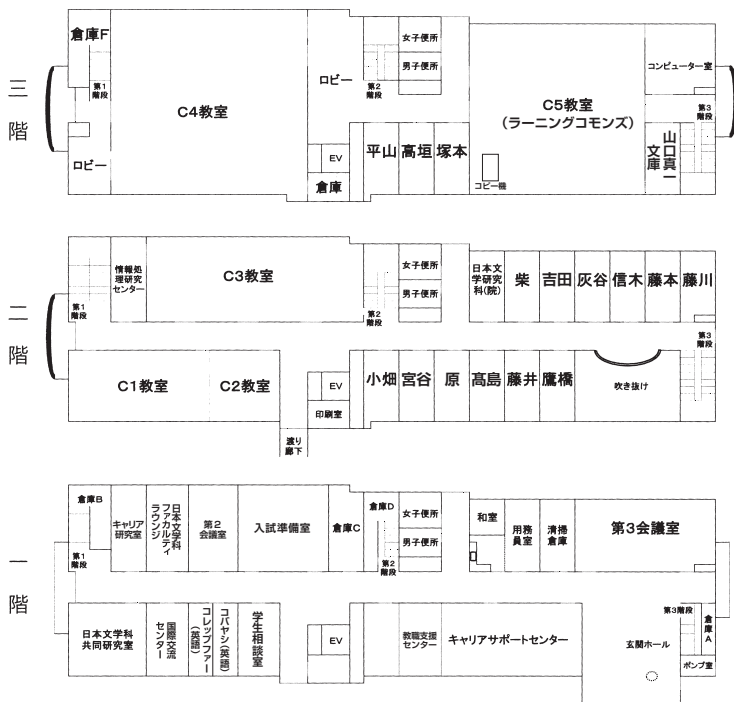 三階
倉庫F
第1
階段
ロビー
C4教室
ロビー
EV
倉庫
第2
階段
女子便所
男子便所
平山
高垣
塚本
C5教室
(ラーニングコモンズ)
コピー機
コンピューター室
第3
階段
山口真一
文庫
二階
第1
階段
情報処
理研究
センター
C3教室
第2
階段
女子便所
男子便所
日本文
学研究
科(院)
柴
吉田
灰谷
信木
藤本
藤川
第3
階段
C1教室
C2教室
渡り
廊下
EV
印刷室
小畑
宮谷
原
髙島
藤井
鷹橋
吹き抜け
一階
倉庫B
第1
階段
キャリア
研究室
日本文学科
ファカルティ
ラウンジ
第2
会議室
入試準備室
倉庫C
倉庫D
第2
階段
女子便所
男子便所
和室
用務
員室
清掃
倉庫
第3会議室
日本文学科
共同研究室
国際交流
センター
コレップファー
(英語)
コバヤシ(英語)
学生相談室
EV
教職支援
センター
キャリアサポートセンター
玄関ホール
第3階段
倉庫A
ポンプ室